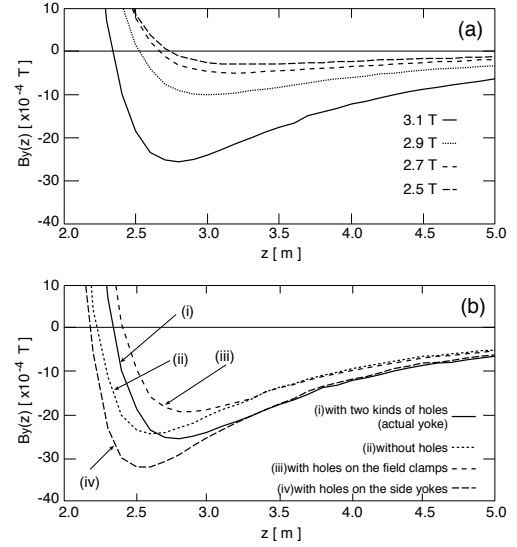 (a)
10
0
-10
-20
-30
-40
By(z) [ x10-4 T]
3.1 T
2.9 T
2.7 T
2.5 T
2.0 2.5 3.0 3.5 4.0 4.5 5.0
z [ m ]
(b)
10
0
-10
-20
-30
-40
By(z) [ x10-4 T]
(i)
(ii)
(iii)
(iv)
(i)with two kinds of holes
(actual yoke)
(ii)without holes
(iii)with holes on the field clamps
(iv)with holes on the side yokes
2.0 2.5 3.0 3.5 4.0 4.5 5.0
z [ m ]